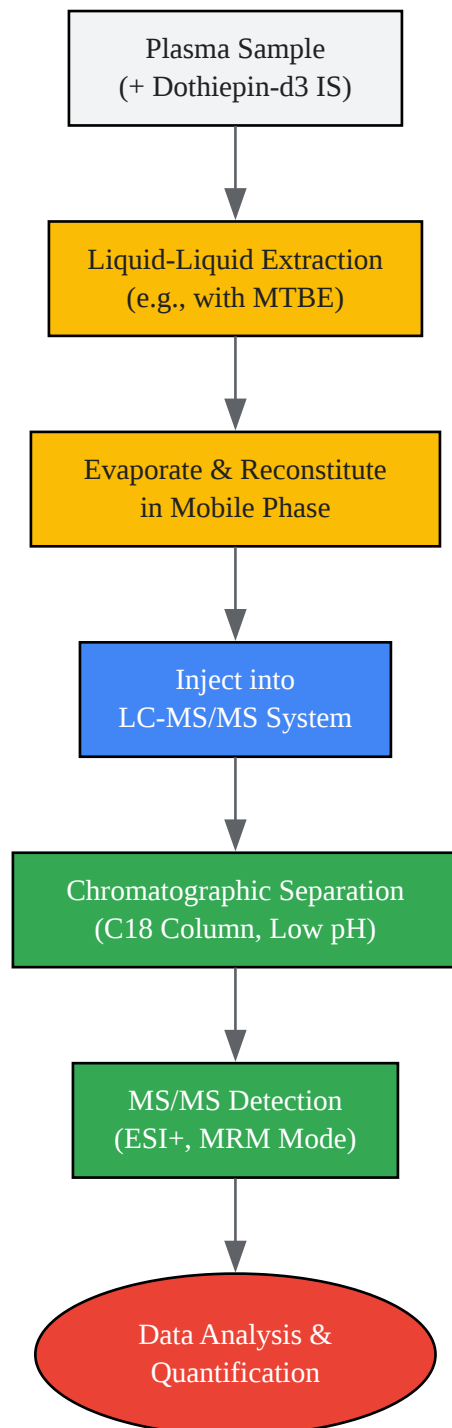 Plasma Sample
(+ Dothiepin-d3 IS)
Liquid-Liquid Extraction
(e.g., with MTBE)
Evaporate & Reconstitute
in Mobile Phase
Inject into
LC-MS/MS System
Chromatographic Separation
(C18 Column, Low pH)
MS/MS Detection
(ESI+, MRM Mode)
Data Analysis &
Quantification